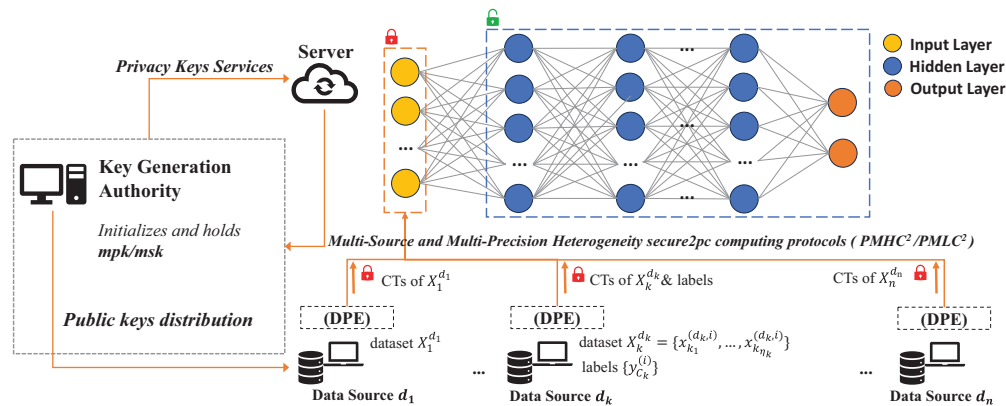 Server
Privacy Keys Services
Input Layer
Hidden Layer
Output Layer
...
...
...
...
...
...
Key Generation
Authority
Initializes and holds
mpk/msk
Multi-Source and Multi-Precision Heterogeneity secure2pc computing protocols ( PMHC² /PMLC² )
CTs of X₁^{d₁}
CTs of X_k^{d_k} & labels
CTs of X_n^{d_n}
Public keys distribution
(DPE)
(DPE)
(DPE)
dataset X₁^{d₁}
dataset X_k^{d_k} = {x_{k₁}^{(d_k,i)}, … , x_{k_{η_k}}^{(d_k,i)}}
labels {y_{C_k}^{(i)}}
...
...
Data Source d₁
Data Source d_k
Data Source d_n